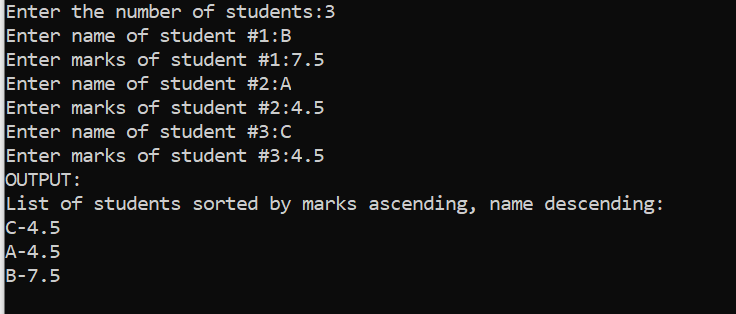 Enter the number of students:3
Enter name of student #1:B
Enter marks of student #1:7.5
Enter name of student #2:A
Enter marks of student #2:4.5
Enter name of student #3:C
Enter marks of student #3:4.5
OUTPUT:
List of students sorted by marks ascending, name descending:
C-4.5
A-4.5
B-7.5